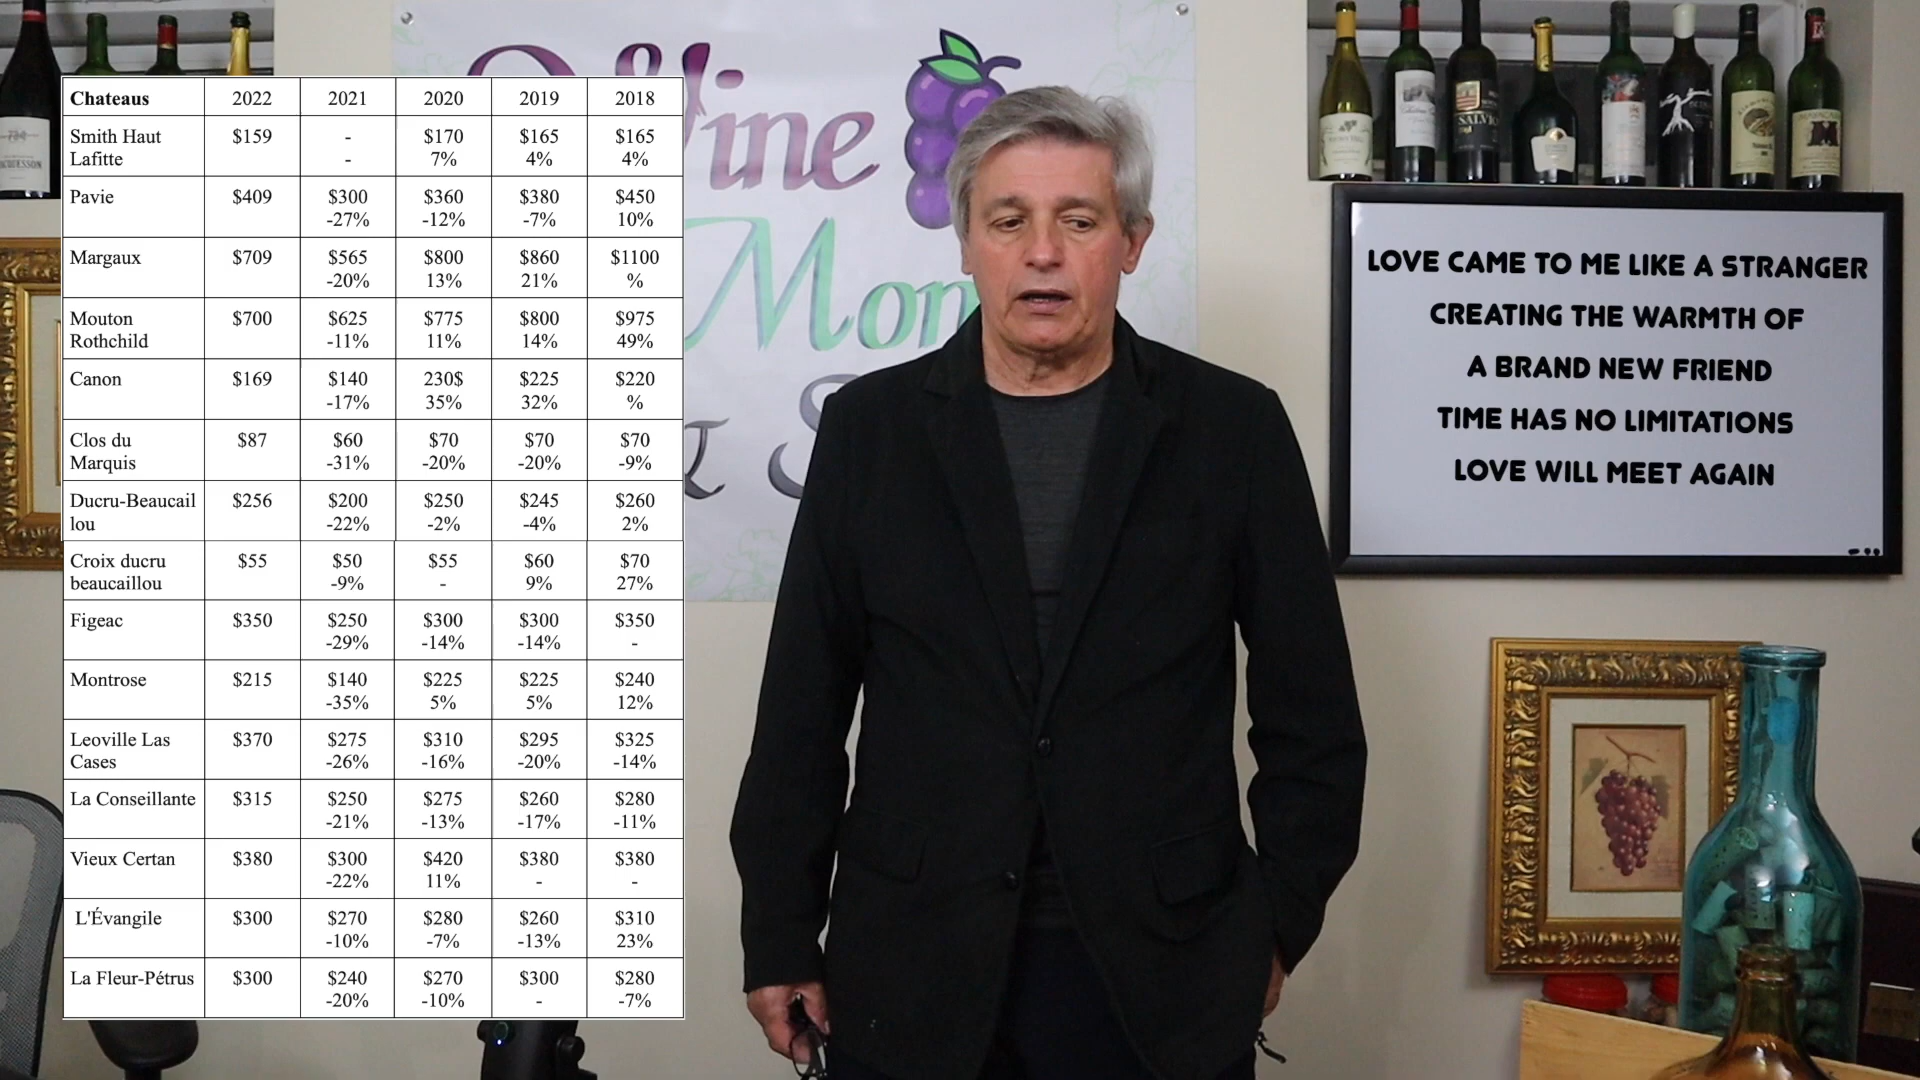 Chateaus 2022 2021 2020 2019 2018
Smith Haut $159 - $170 $165 $165
Lafitte - 7% 4% 4%
Pavie $409 $300 $360 $380 $450
-27% -12% -7% 10%
Margaux $709 $565 $800 $860 $1100
-20% 13% 21% %
Mouton $700 $625 $775 $800 $975
Rothchild -11% 11% 14% 49%
Canon $169 $140 230$ $225 $220
-17% 35% 32% %
Clos du $87 $60 $70 $70 $70
Marquis -31% -20% -20% -9%
Ducru-Beaucail $256 $200 $250 $245 $260
lou -22% -2% -4% 2%
Croix ducru $55 $50 $55 $60 $70
beaucaillou -9% - 9% 27%
Figeac $350 $250 $300 $300 $350
-29% -14% -14% -
Montrose $215 $140 $225 $225 $240
-35% 5% 5% 12%
Leoville Las $370 $275 $310 $295 $325
Cases -26% -16% -20% -14%
La Conseillante $315 $250 $275 $260 $280
-21% -13% -17% -11%
Vieux Certan $380 $300 $420 $380 $380
-22% 11% - -
L'Évangile $300 $270 $280 $260 $310
-10% -7% -13% 23%
La Fleur-Pétrus $300 $240 $270 $300 $280
-20% -10% - -7%
Wine
Mon
& S
LOVE CAME TO ME LIKE A STRANGER
CREATING THE WARMTH OF
A BRAND NEW FRIEND
TIME HAS NO LIMITATIONS
LOVE WILL MEET AGAIN